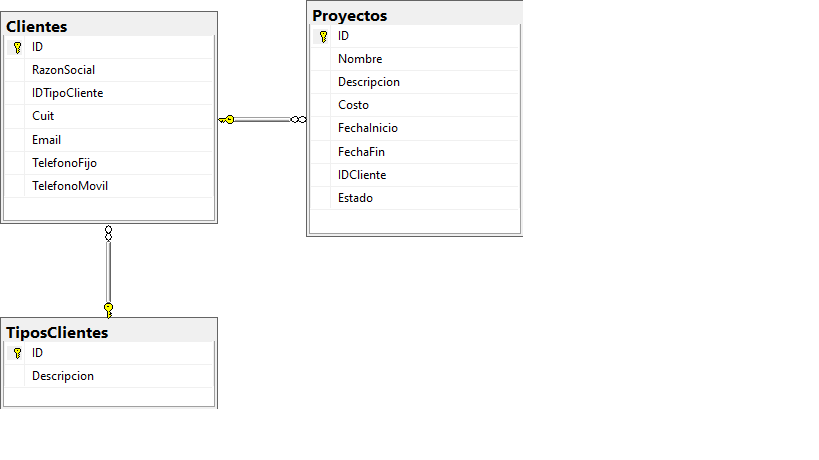 Clientes
ID
RazonSocial
IDTipoCliente
Cuit
Email
TelefonoFijo
TelefonoMovil
Proyectos
ID
Nombre
Descripcion
Costo
FechaInicio
FechaFin
IDCliente
Estado
TiposClientes
ID
Descripcion